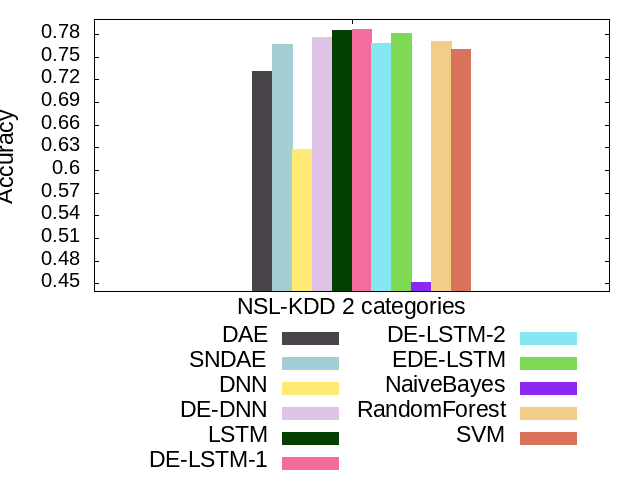 0.78
0.75
0.72
0.69
0.66
0.63
0.6
0.57
0.54
0.51
0.48
0.45
Accuracy
NSL-KDD 2 categories
DAE
SNDAE
DNN
DE-DNN
LSTM
DE-LSTM-1
DE-LSTM-2
EDE-LSTM
NaiveBayes
RandomForest
SVM